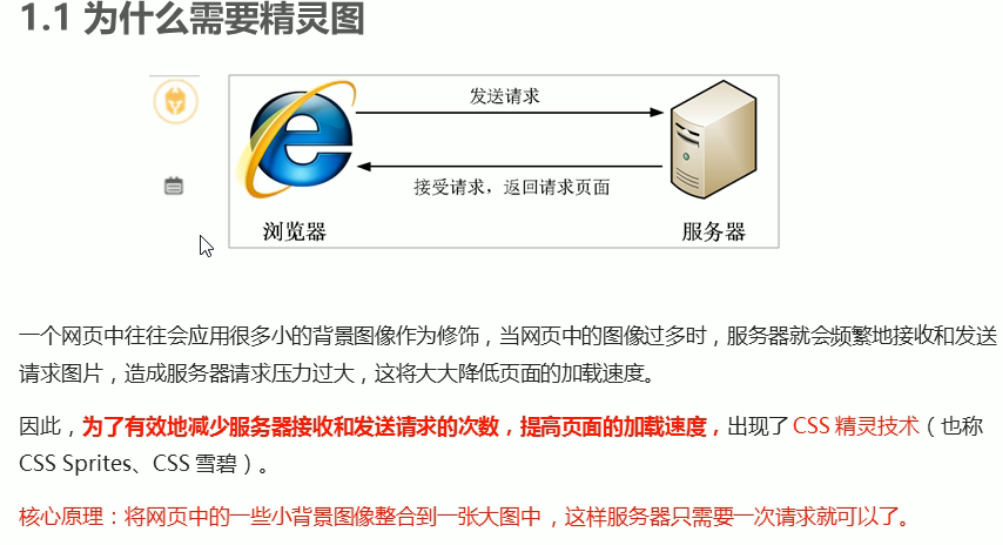 1.1 为什么需要精灵图
发送请求
接受请求，返回请求页面
浏览器
服务器
一个网页中往往会应用很多小的背景图像作为修饰，当网页中的图像过多时，服务器就会频繁地接收和发送
请求图片，造成服务器请求压力过大，这将大大降低页面的加载速度。
因此，为了有效地减少服务器接收和发送请求的次数，提高页面的加载速度，出现了 CSS 精灵技术（也称
CSS Sprites、CSS 雪碧）。
核心原理：将网页中的一些小背景图像整合到一张大图中 ，这样服务器只需要一次请求就可以了。